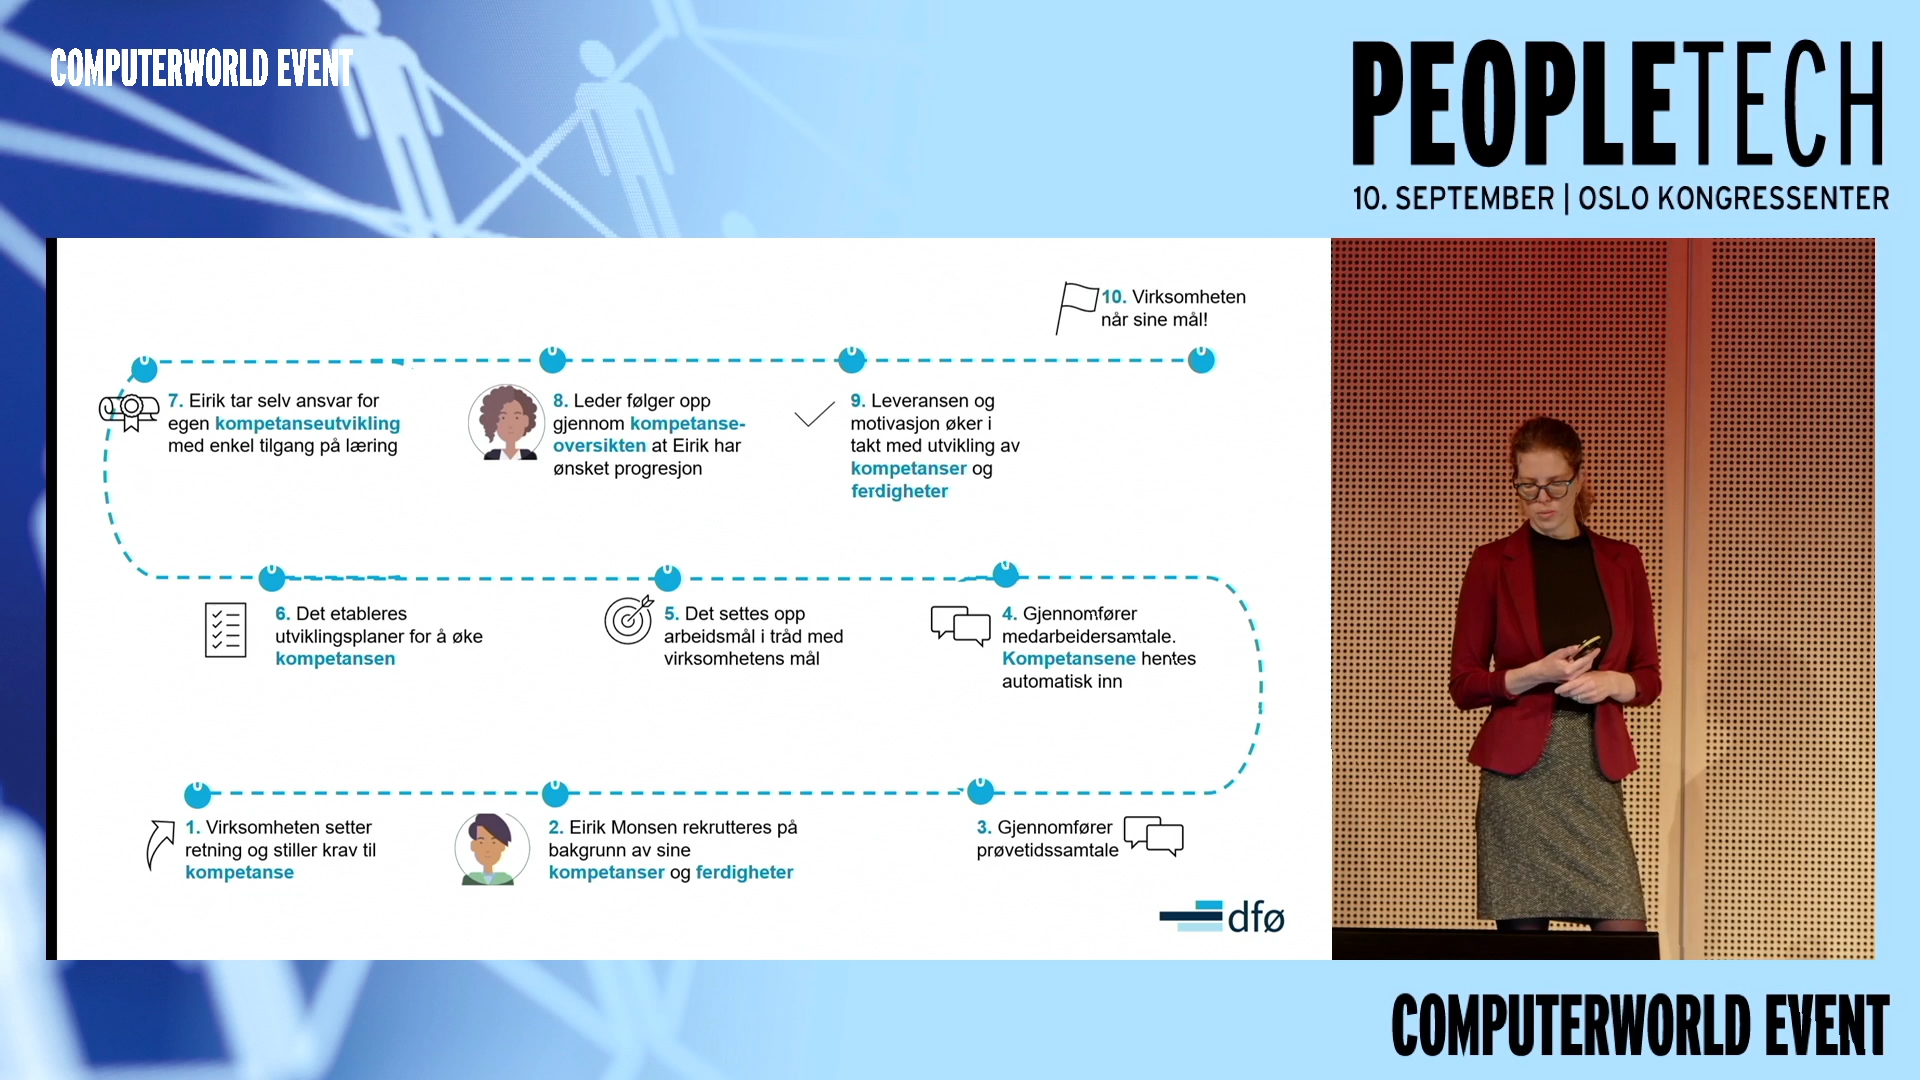 COMPUTERWORLD EVENT
PEOPLETECH
10. SEPTEMBER | OSLO KONGRESSENTER
10. Virksomheten
når sine mål!
7. Eirik tar selv ansvar for
egen kompetanseutvikling
med enkel tilgang på læring
8. Leder følger opp
gjennom kompetanse-
oversikten at Eirik har
ønsket progresjon
9. Leveransen og
motivasjon øker i
takt med utvikling av
kompetanser og
ferdigheter
6. Det etableres
utviklingsplaner for å øke
kompetansen
5. Det settes opp
arbeidsmål i tråd med
virksomhetens mål
4. Gjennomfører
medarbeidersamtale.
Kompetansene hentes
automatisk inn
1. Virksomheten setter
retning og stiller krav til
kompetanse
2. Eirik Monsen rekrutteres på
bakgrunn av sine
kompetanser og ferdigheter
3. Gjennomfører
prøvetidssamtale
dfø
COMPUTERWORLD EVENT